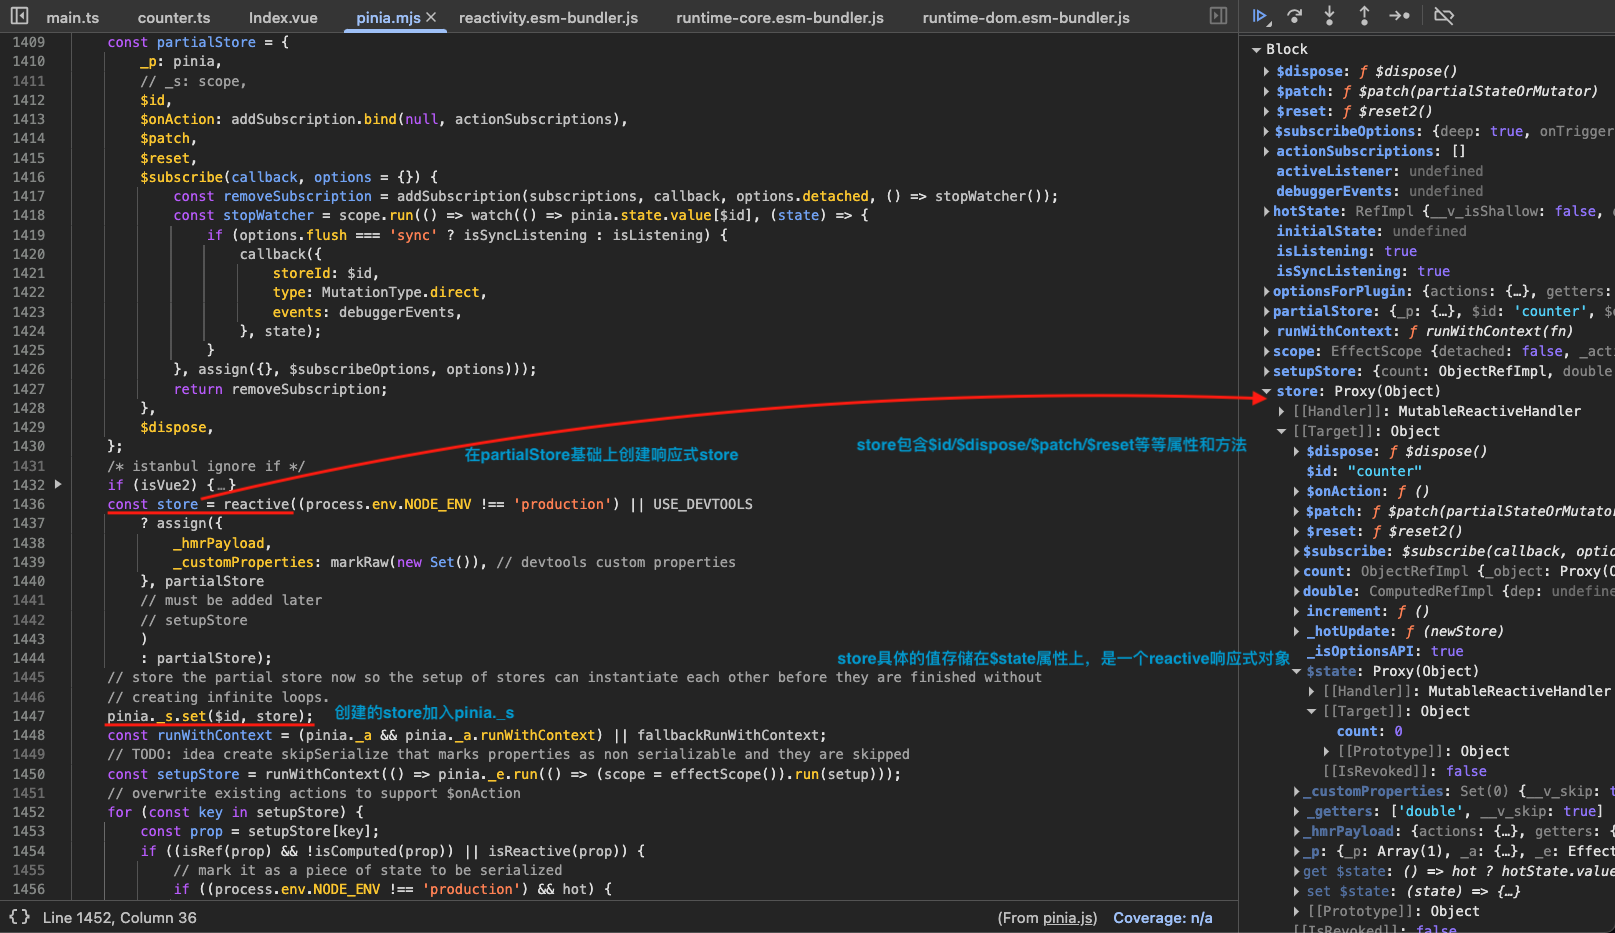 main.ts counter.ts Index.vue pinia.mjs × reactivity.esm-bundler.js runtime-core.esm-bundler.js runtime-dom.esm-bundler.js
1409 const partialStore = {
1410 _p: pinia,
1411 // _s: scope,
1412 $id,
1413 $onAction: addSubscription.bind(null, actionSubscriptions),
1414 $patch,
1415 $reset,
1416 $subscribe(callback, options = {}) {
1417 const removeSubscription = addSubscription(subscriptions, callback, options.detached, () => stopWatcher());
1418 const stopWatcher = scope.run(() => watch(() => pinia.state.value[$id], (state) => {
1419 if (options.flush === 'sync' ? isSyncListening : isListening) {
1420 callback({
1421 storeId: $id,
1422 type: MutationType.direct,
1423 events: debuggerEvents,
1424 }, state);
1425 }
1426 }, assign({}, $subscribeOptions, options)));
1427 return removeSubscription;
1428 },
1429 $dispose,
1430 };
在partialStore基础上创建响应式store
store包含$id/$dispose/$patch/$reset等等属性和方法
1431 /* istanbul ignore if */
1432 if (isVue2) {…}
1436 const store = reactive((process.env.NODE_ENV !== 'production') || USE_DEVTOOLS
1437 ? assign({
1438 _hmrPayload,
1439 _customProperties: markRaw(new Set()), // devtools custom properties
1440 }, partialStore
1441 // must be added later
1442 // setupStore
1443 )
1444 : partialStore);
store具体的值存储在$state属性上，是一个reactive响应式对象
1445 // store the partial store now so the setup of stores can instantiate each other before they are finished without
1446 // creating infinite loops.
1447 pinia._s.set($id, store);
创建的store加入pinia._s
1448 const runWithContext = (pinia._a && pinia._a.runWithContext) || fallbackRunWithContext;
1449 // TODO: idea create skipSerialize that marks properties as non serializable and they are skipped
1450 const setupStore = runWithContext(() => pinia._e.run(() => (scope = effectScope()).run(setup)));
1451 // overwrite existing actions to support $onAction
1452 for (const key in setupStore) {
1453 const prop = setupStore[key];
1454 if ((isRef(prop) && !isComputed(prop)) || isReactive(prop)) {
1455 // mark it as a piece of state to be serialized
1456 if ((process.env.NODE_ENV !== 'production') && hot) {
{} Line 1452, Column 36 (From pinia.js) Coverage: n/a
Block
$dispose: ƒ $dispose()
$patch: ƒ $patch(partialStateOrMutator)
$reset: ƒ $reset2()
$subscribeOptions: {deep: true, onTrigger
actionSubscriptions: []
activeListener: undefined
debuggerEvents: undefined
hotState: RefImpl {__v_isShallow: false,
initialState: undefined
isListening: true
isSyncListening: true
optionsForPlugin: {actions: {…}, getters:
partialStore: {_p: {…}, $id: 'counter',
runWithContext: ƒ runWithContext(fn)
scope: EffectScope {detached: false, _acti
setupStore: {count: ObjectRefImpl, double
store: Proxy(Object)
[[Handler]]: MutableReactiveHandler
[[Target]]: Object
$dispose: ƒ $dispose()
$id: "counter"
$onAction: ƒ ()
$patch: ƒ $patch(partialStateOrMutator
$reset: ƒ $reset2()
$subscribe: $subscribe(callback, optio
count: ObjectRefImpl {_object: Proxy(O
double: ComputedRefImpl {dep: undefine
increment: ƒ ()
_hotUpdate: ƒ (newStore)
_isOptionsAPI: true
$state: Proxy(Object)
[[Handler]]: MutableReactiveHandler
[[Target]]: Object
count: 0
[[Prototype]]: Object
[[IsRevoked]]: false
_customProperties: Set(0) {__v_skip: t
_getters: ['double', __v_skip: true]
_hmrPayload: {actions: {…}, getters: {
_p: {_p: Array(1), _a: {…}, _e: Effect
get $state: () => hot ? hotState.value
set $state: (state) => {…}
[[Prototype]]: Object
[[IsRevoked]]: false